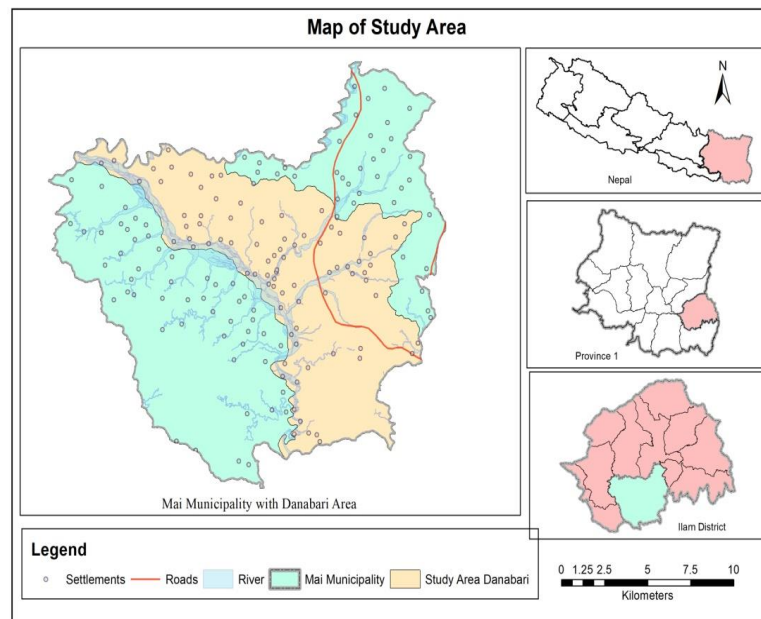 Map of Study Area
N
Nepal
Province 1
Ilam District
Mai Municipality with Danabari Area
Legend
Settlements Roads River Mai Municipality Study Area Danabari
0 1.25 2.5 5 7.5 10
Kilometers